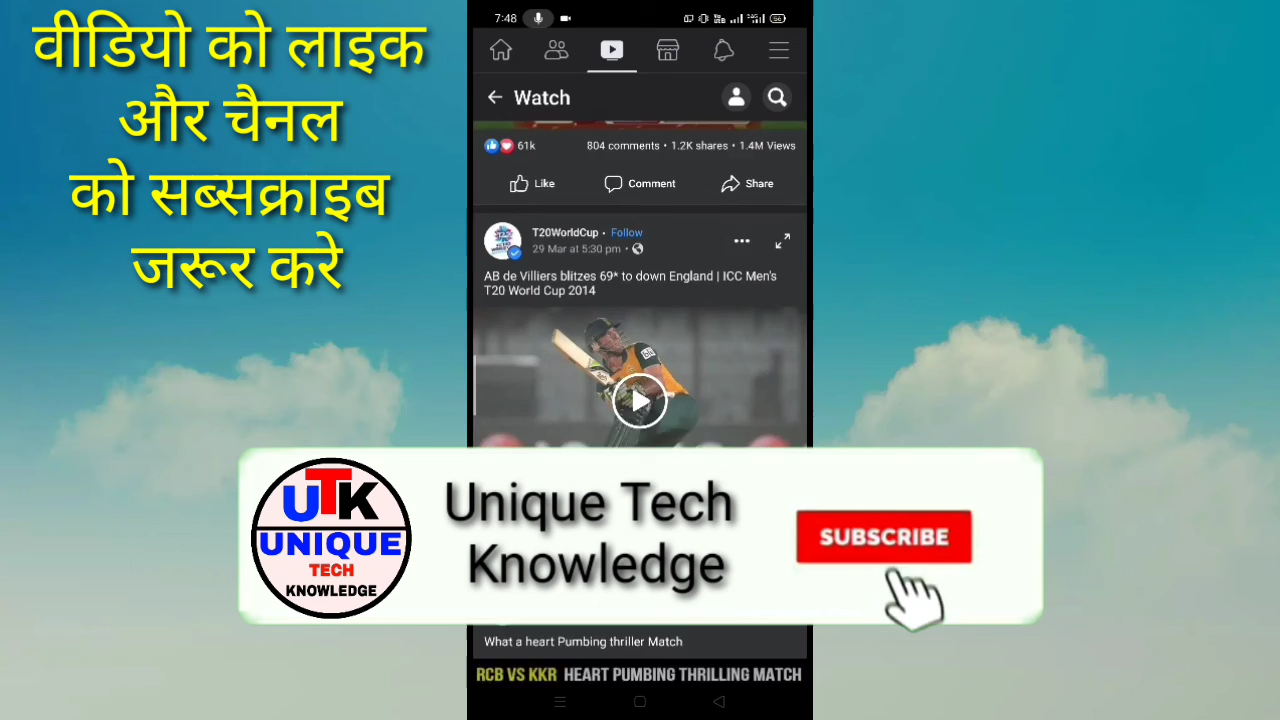 वीडियो को लाइक
और चैनल
को सब्सक्राइब
जरूर करे
7:48
56
Watch
61k
804 comments • 1.2K shares • 1.4M Views
Like
Comment
Share
T20WorldCup • Follow
29 Mar at 5:30 pm •
AB de Villiers blitzes 69* to down England | ICC Men's
T20 World Cup 2014
UTK
UNIQUE
TECH
KNOWLEDGE
Unique Tech
Knowledge
SUBSCRIBE
What a heart Pumbing thriller Match
RCB VS KKR HEART PUMBING THRILLING MATCH